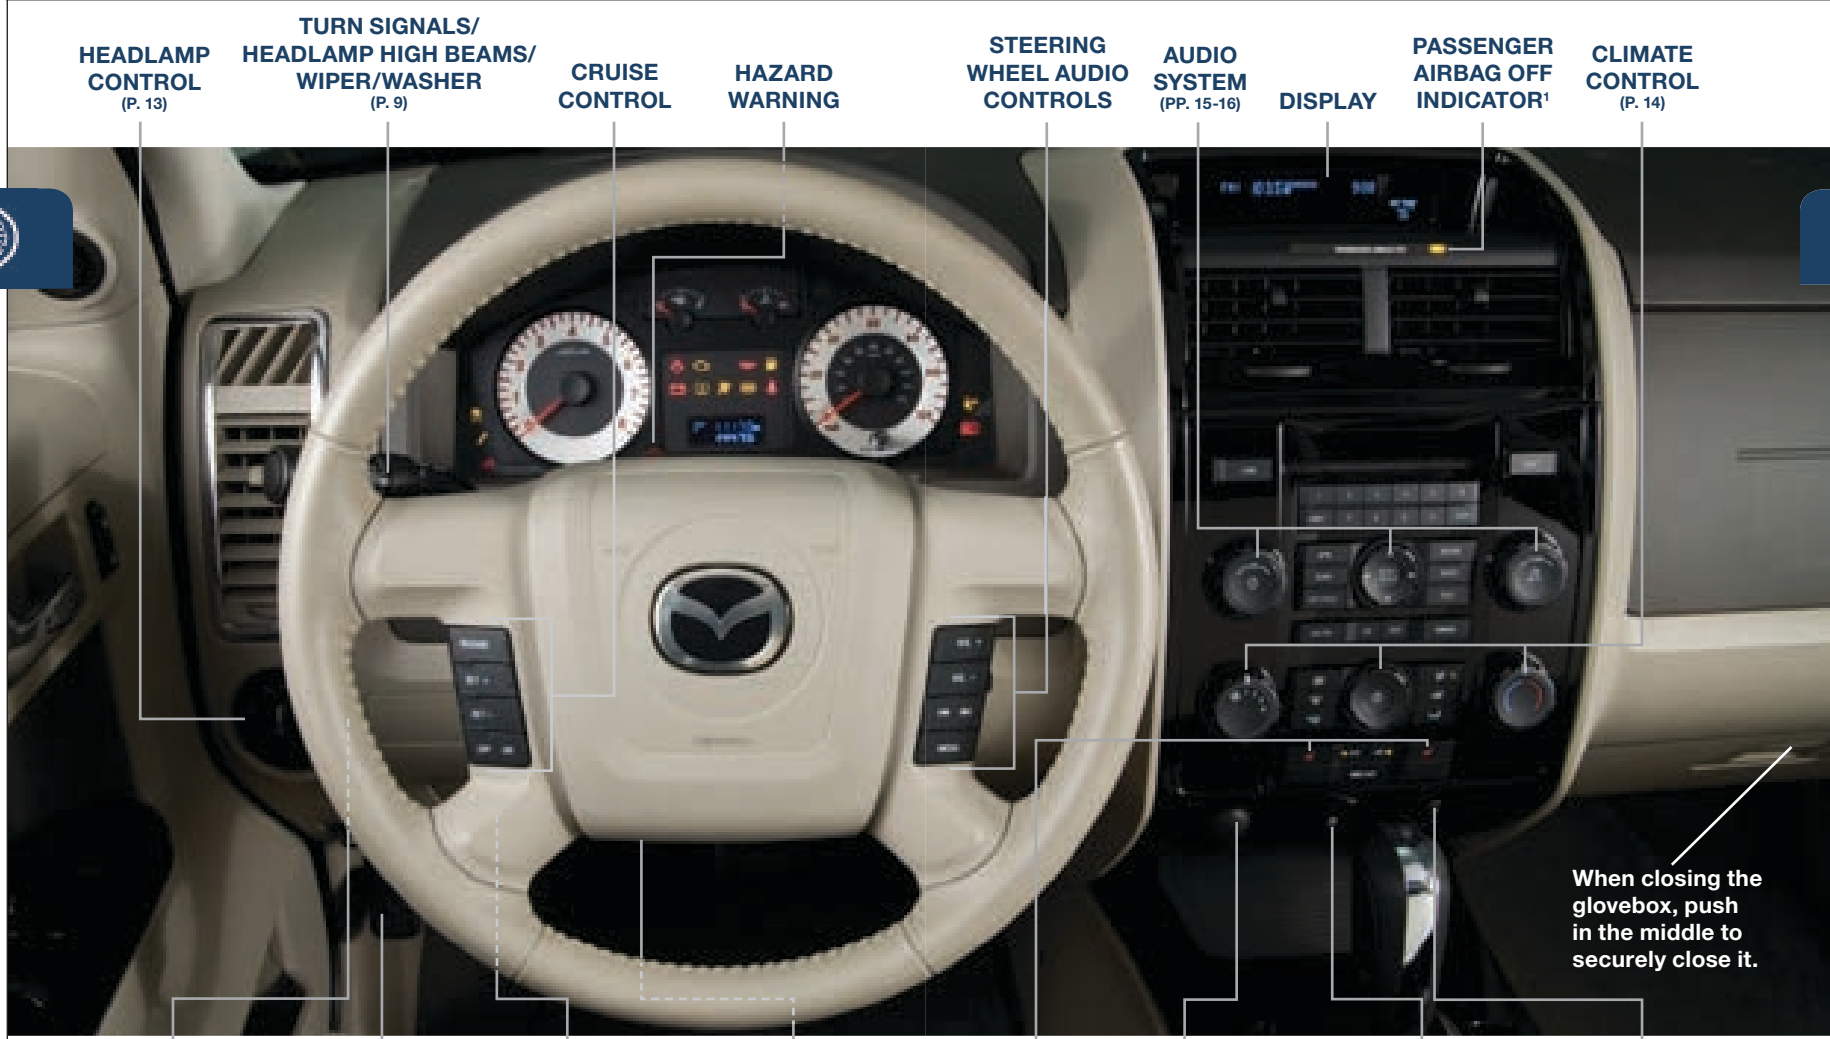 HEADLAMP
CONTROL
(P. 13)
TURN SIGNALS/
HEADLAMP HIGH BEAMS/
WIPER/WASHER
(P. 9)
CRUISE
CONTROL
HAZARD
WARNING
STEERING
WHEEL AUDIO
CONTROLS
AUDIO
SYSTEM
(PP. 15-16)
DISPLAY
PASSENGER
AIRBAG OFF
INDICATOR¹
CLIMATE
CONTROL
(P. 14)
When closing the
glovebox, push
in the middle to
securely close it.